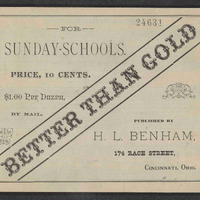 FOR
24631
SUNDAY-SCHOOLS.
PRICE, 10 CENTS.
$1.00 PER DOZEN,
BY MAIL.
BETTER THAN GOLD
PUBLISHED BY
H. L. BENHAM,
174 RACE STREET,
CINCINNATI, OHIO.